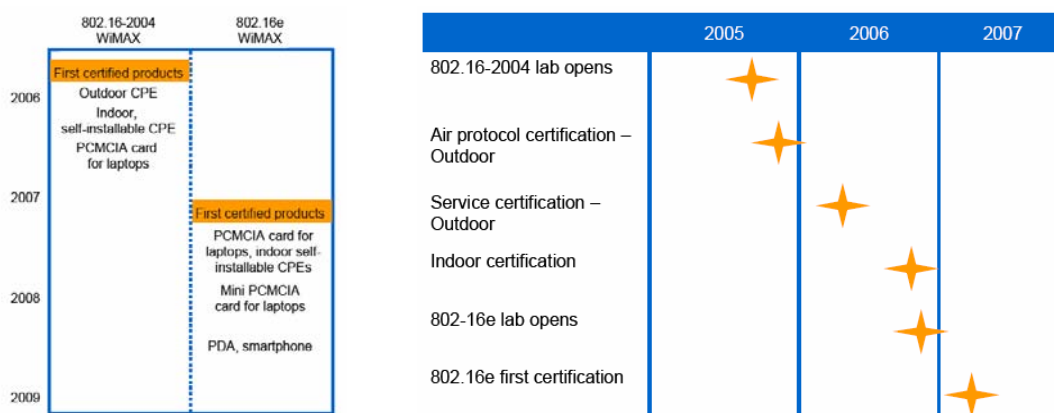 802.16-2004
WiMAX
802.16e
WiMAX
First certified products
2006
Outdoor CPE
Indoor,
self-installable CPE
PCMCIA card
for laptops
2007
First certified products
PCMCIA card for
laptops, indoor self-
installable CPEs
2008
Mini PCMCIA
card for laptops
PDA, smartphone
2009
2005
2006
2007
802.16-2004 lab opens
Air protocol certification –
Outdoor
Service certification –
Outdoor
Indoor certification
802-16e lab opens
802.16e first certification